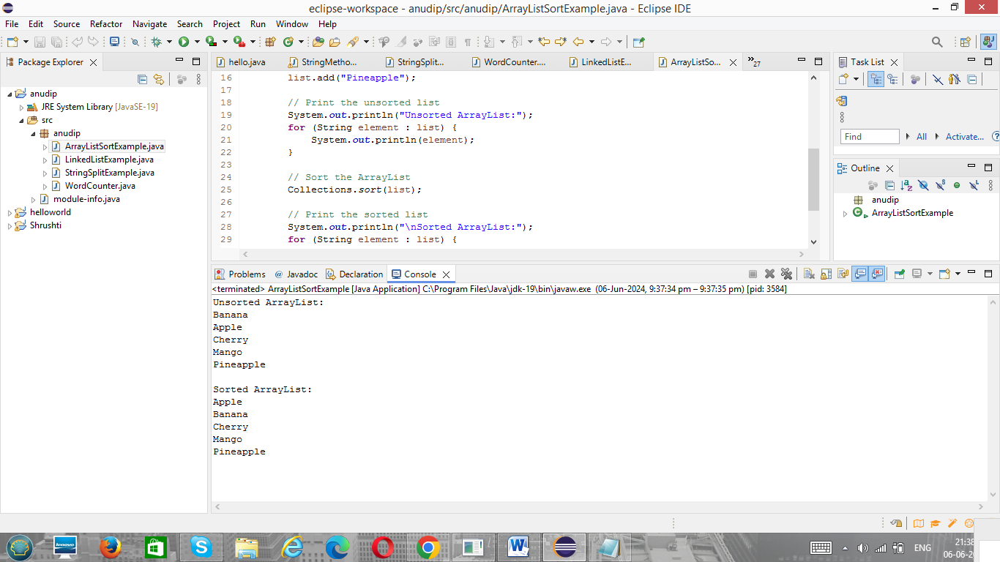 eclipse-workspace - anudip/src/anudip/ArrayListSortExample.java - Eclipse IDE
File Edit Source Refactor Navigate Search Project Run Window Help
Package Explorer
anudip
JRE System Library [JavaSE-19]
src
anudip
ArrayListSortExample.java
LinkedListExample.java
StringSplitExample.java
WordCounter.java
module-info.java
helloworld
Shrushti
hello.java StringMetho... StringSplit... WordCounter.... LinkedListE... ArrayListSo... »27
16 list.add("Pineapple");
17
18 // Print the unsorted list
19 System.out.println("Unsorted ArrayList:");
20 for (String element : list) {
21 System.out.println(element);
22 }
23
24 // Sort the ArrayList
25 Collections.sort(list);
26
27 // Print the sorted list
28 System.out.println("\nSorted ArrayList:");
29 for (String element : list) {
Task List
Find All Activate...
Outline
anudip
ArrayListSortExample
Problems @ Javadoc Declaration Console
<terminated> ArrayListSortExample [Java Application] C:\Program Files\Java\jdk-19\bin\javaw.exe (06-Jun-2024, 9:37:34 pm – 9:37:35 pm) [pid: 3584]
Unsorted ArrayList:
Banana
Apple
Cherry
Mango
Pineapple
Sorted ArrayList:
Apple
Banana
Cherry
Mango
Pineapple
lenovo
ENG
21:38
06-06-20